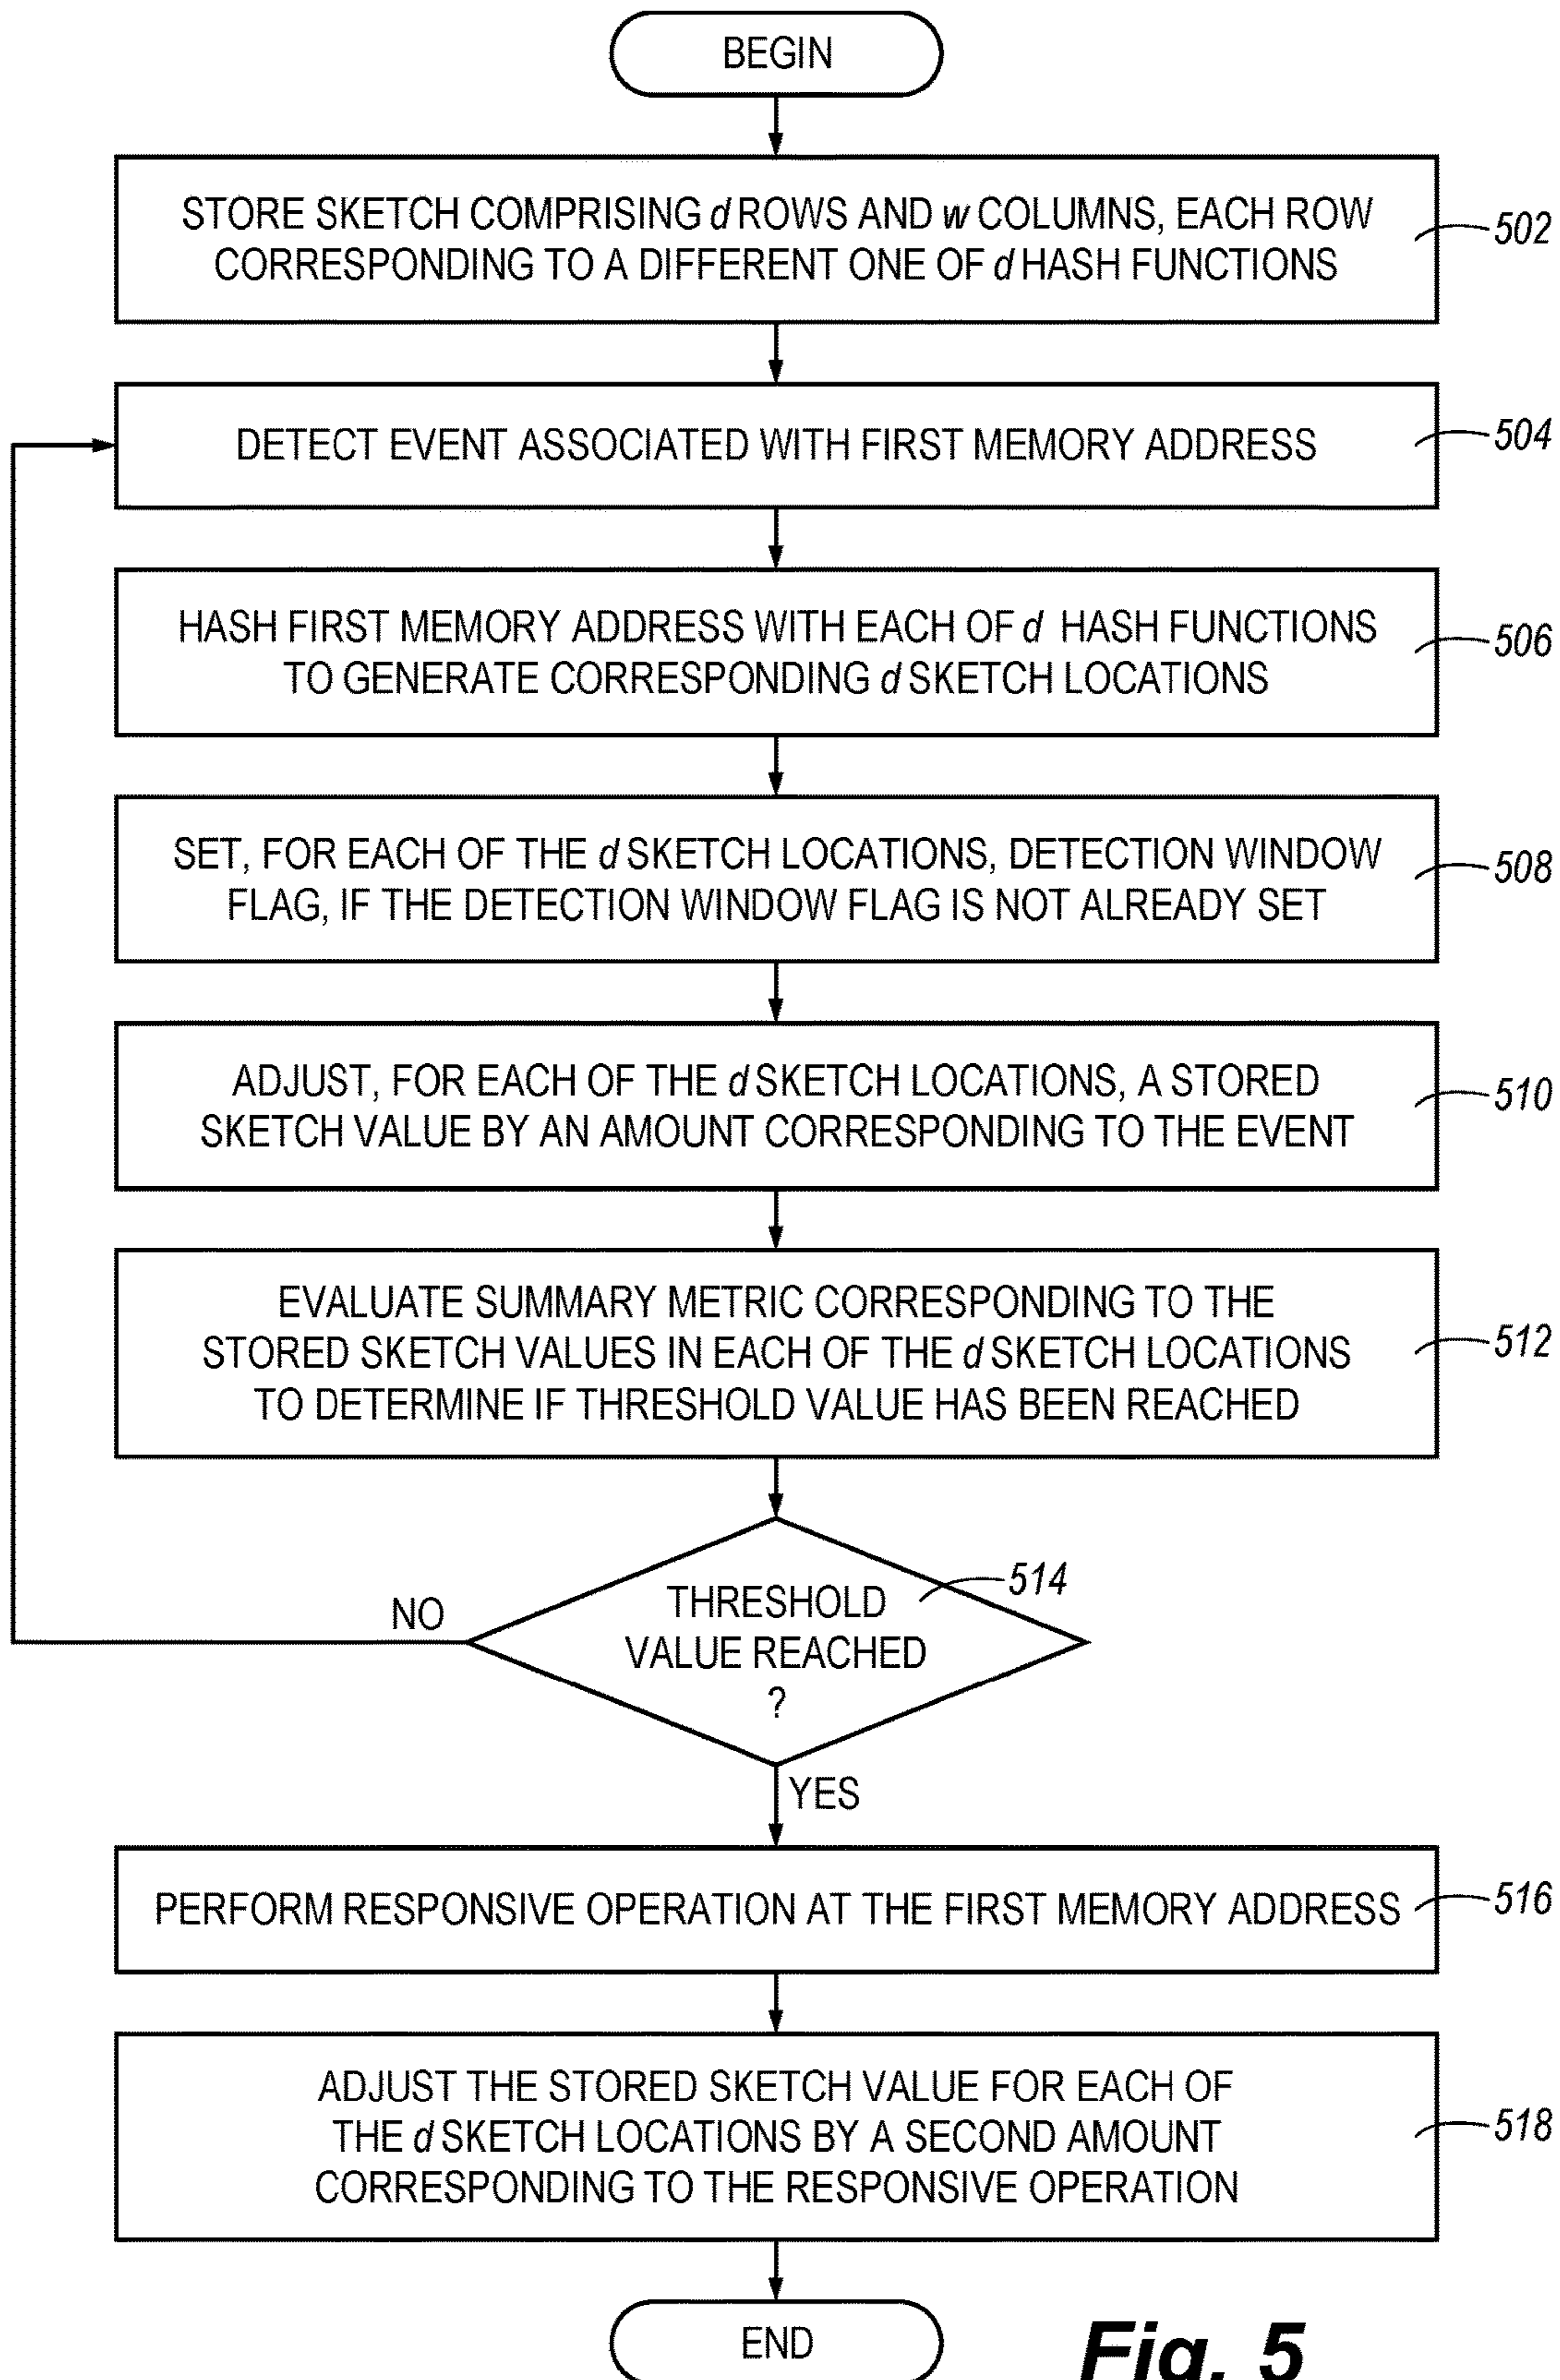 BEGIN
STORE SKETCH COMPRISING d ROWS AND w COLUMNS, EACH ROW
CORRESPONDING TO A DIFFERENT ONE OF d HASH FUNCTIONS
502
DETECT EVENT ASSOCIATED WITH FIRST MEMORY ADDRESS
504
HASH FIRST MEMORY ADDRESS WITH EACH OF d HASH FUNCTIONS
TO GENERATE CORRESPONDING d SKETCH LOCATIONS
506
SET, FOR EACH OF THE d SKETCH LOCATIONS, DETECTION WINDOW
FLAG, IF THE DETECTION WINDOW FLAG IS NOT ALREADY SET
508
ADJUST, FOR EACH OF THE d SKETCH LOCATIONS, A STORED
SKETCH VALUE BY AN AMOUNT CORRESPONDING TO THE EVENT
510
EVALUATE SUMMARY METRIC CORRESPONDING TO THE
STORED SKETCH VALUES IN EACH OF THE d SKETCH LOCATIONS
TO DETERMINE IF THRESHOLD VALUE HAS BEEN REACHED
512
THRESHOLD
VALUE REACHED
?
514
NO
YES
PERFORM RESPONSIVE OPERATION AT THE FIRST MEMORY ADDRESS
516
ADJUST THE STORED SKETCH VALUE FOR EACH OF
THE d SKETCH LOCATIONS BY A SECOND AMOUNT
CORRESPONDING TO THE RESPONSIVE OPERATION
518
END
Fig. 5